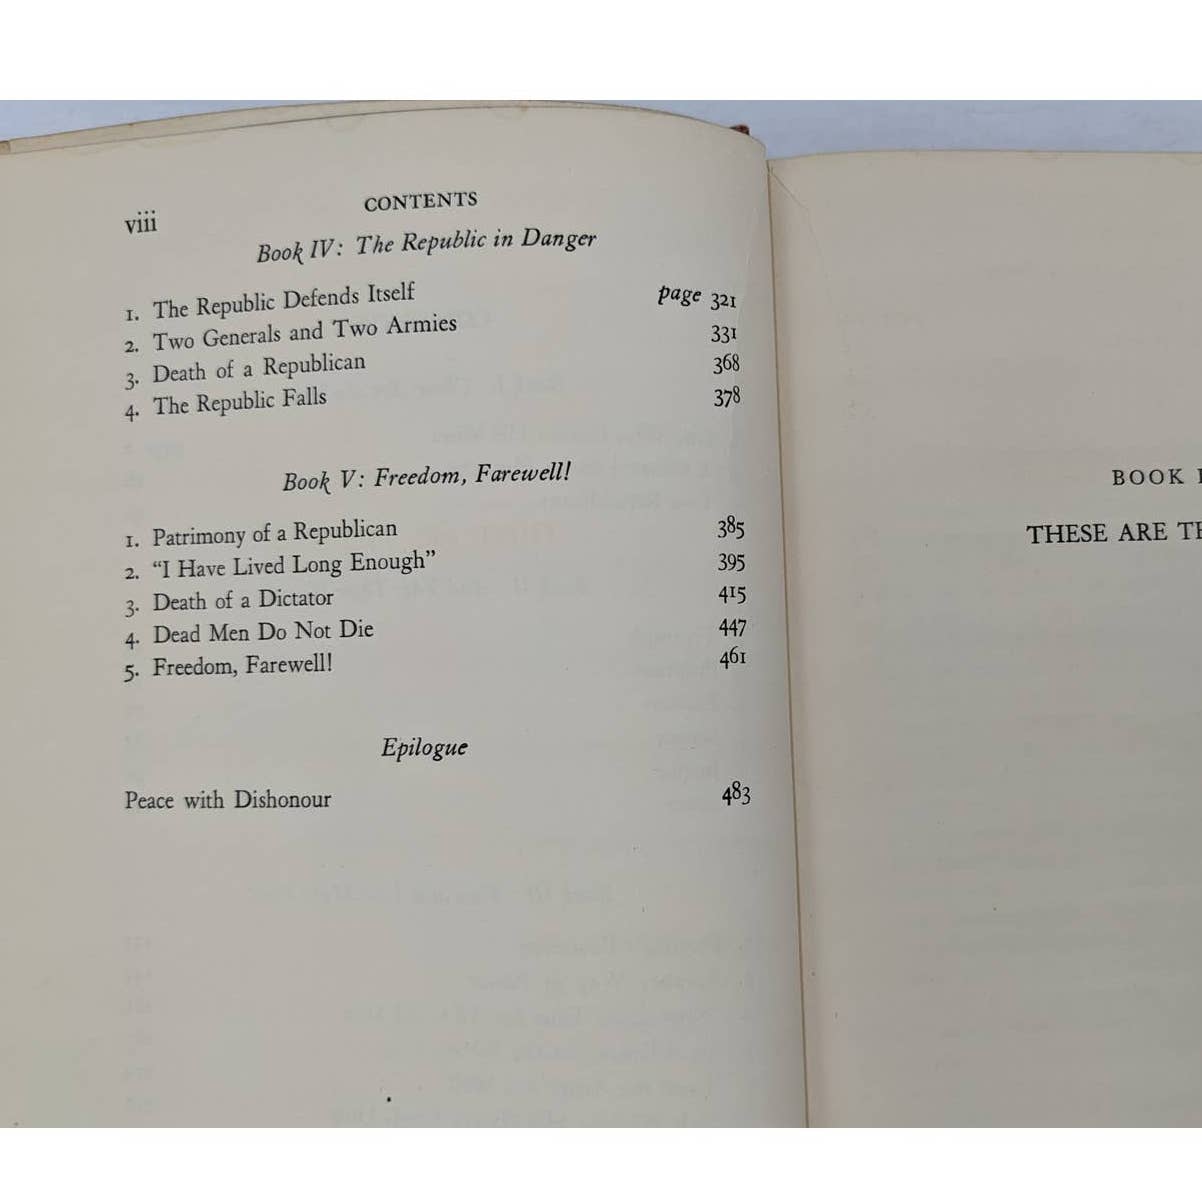 viii CONTENTS
Book IV: The Republic in Danger
1. The Republic Defends Itself page 321
2. Two Generals and Two Armies 331
3. Death of a Republican 368
4. The Republic Falls 378
Book V: Freedom, Farewell!
1. Patrimony of a Republican 385
2. “I Have Lived Long Enough” 395
3. Death of a Dictator 415
4. Dead Men Do Not Die 447
5. Freedom, Farewell! 461
Epilogue
Peace with Dishonour 483
BOOK
THESE ARE